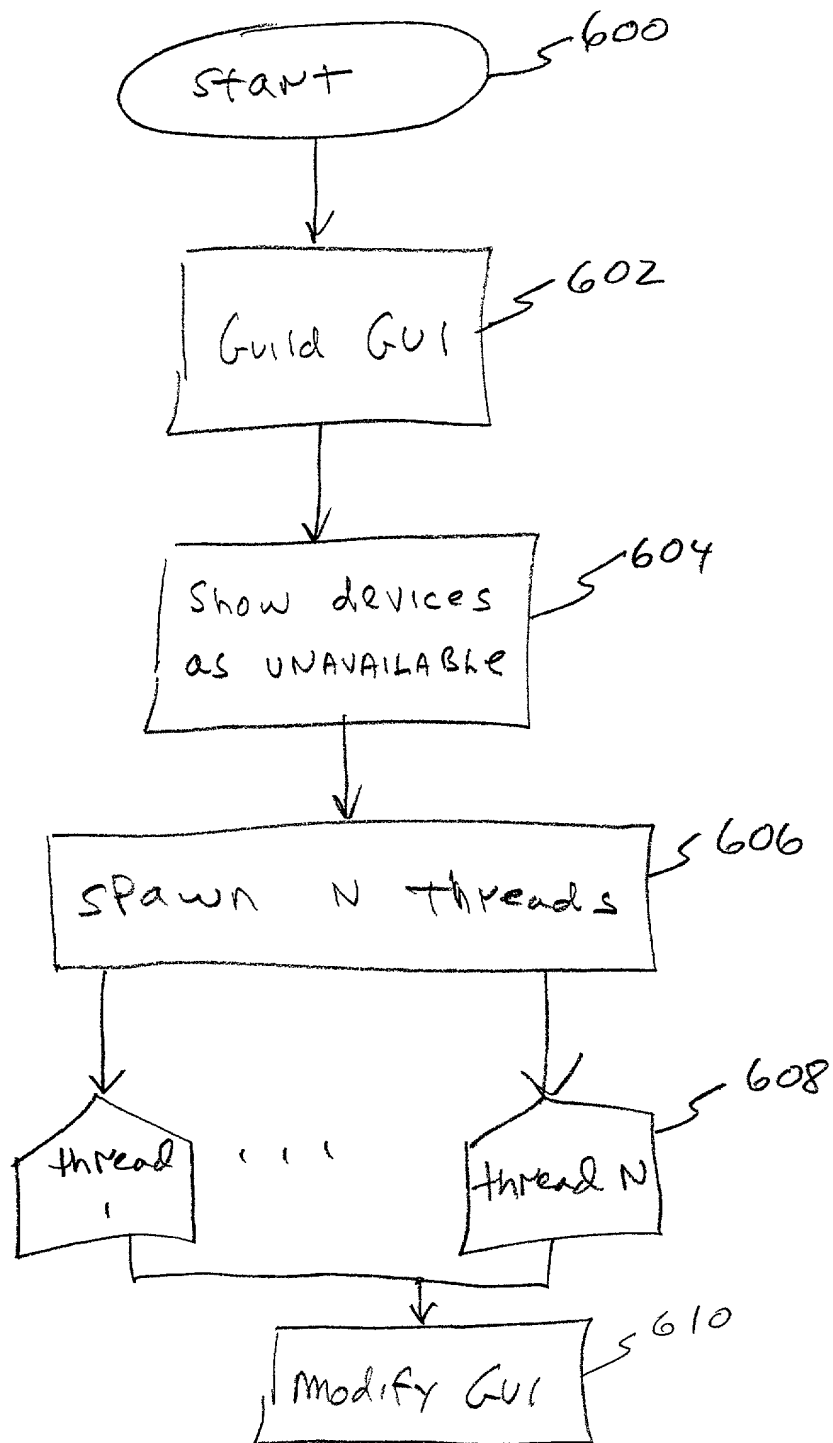 Start
600
Guild GUI
602
Show devices
as UNAVAILABLE
604
spawn N threads
606
thread
1
. . .
thread N
608
Modify GUI
610